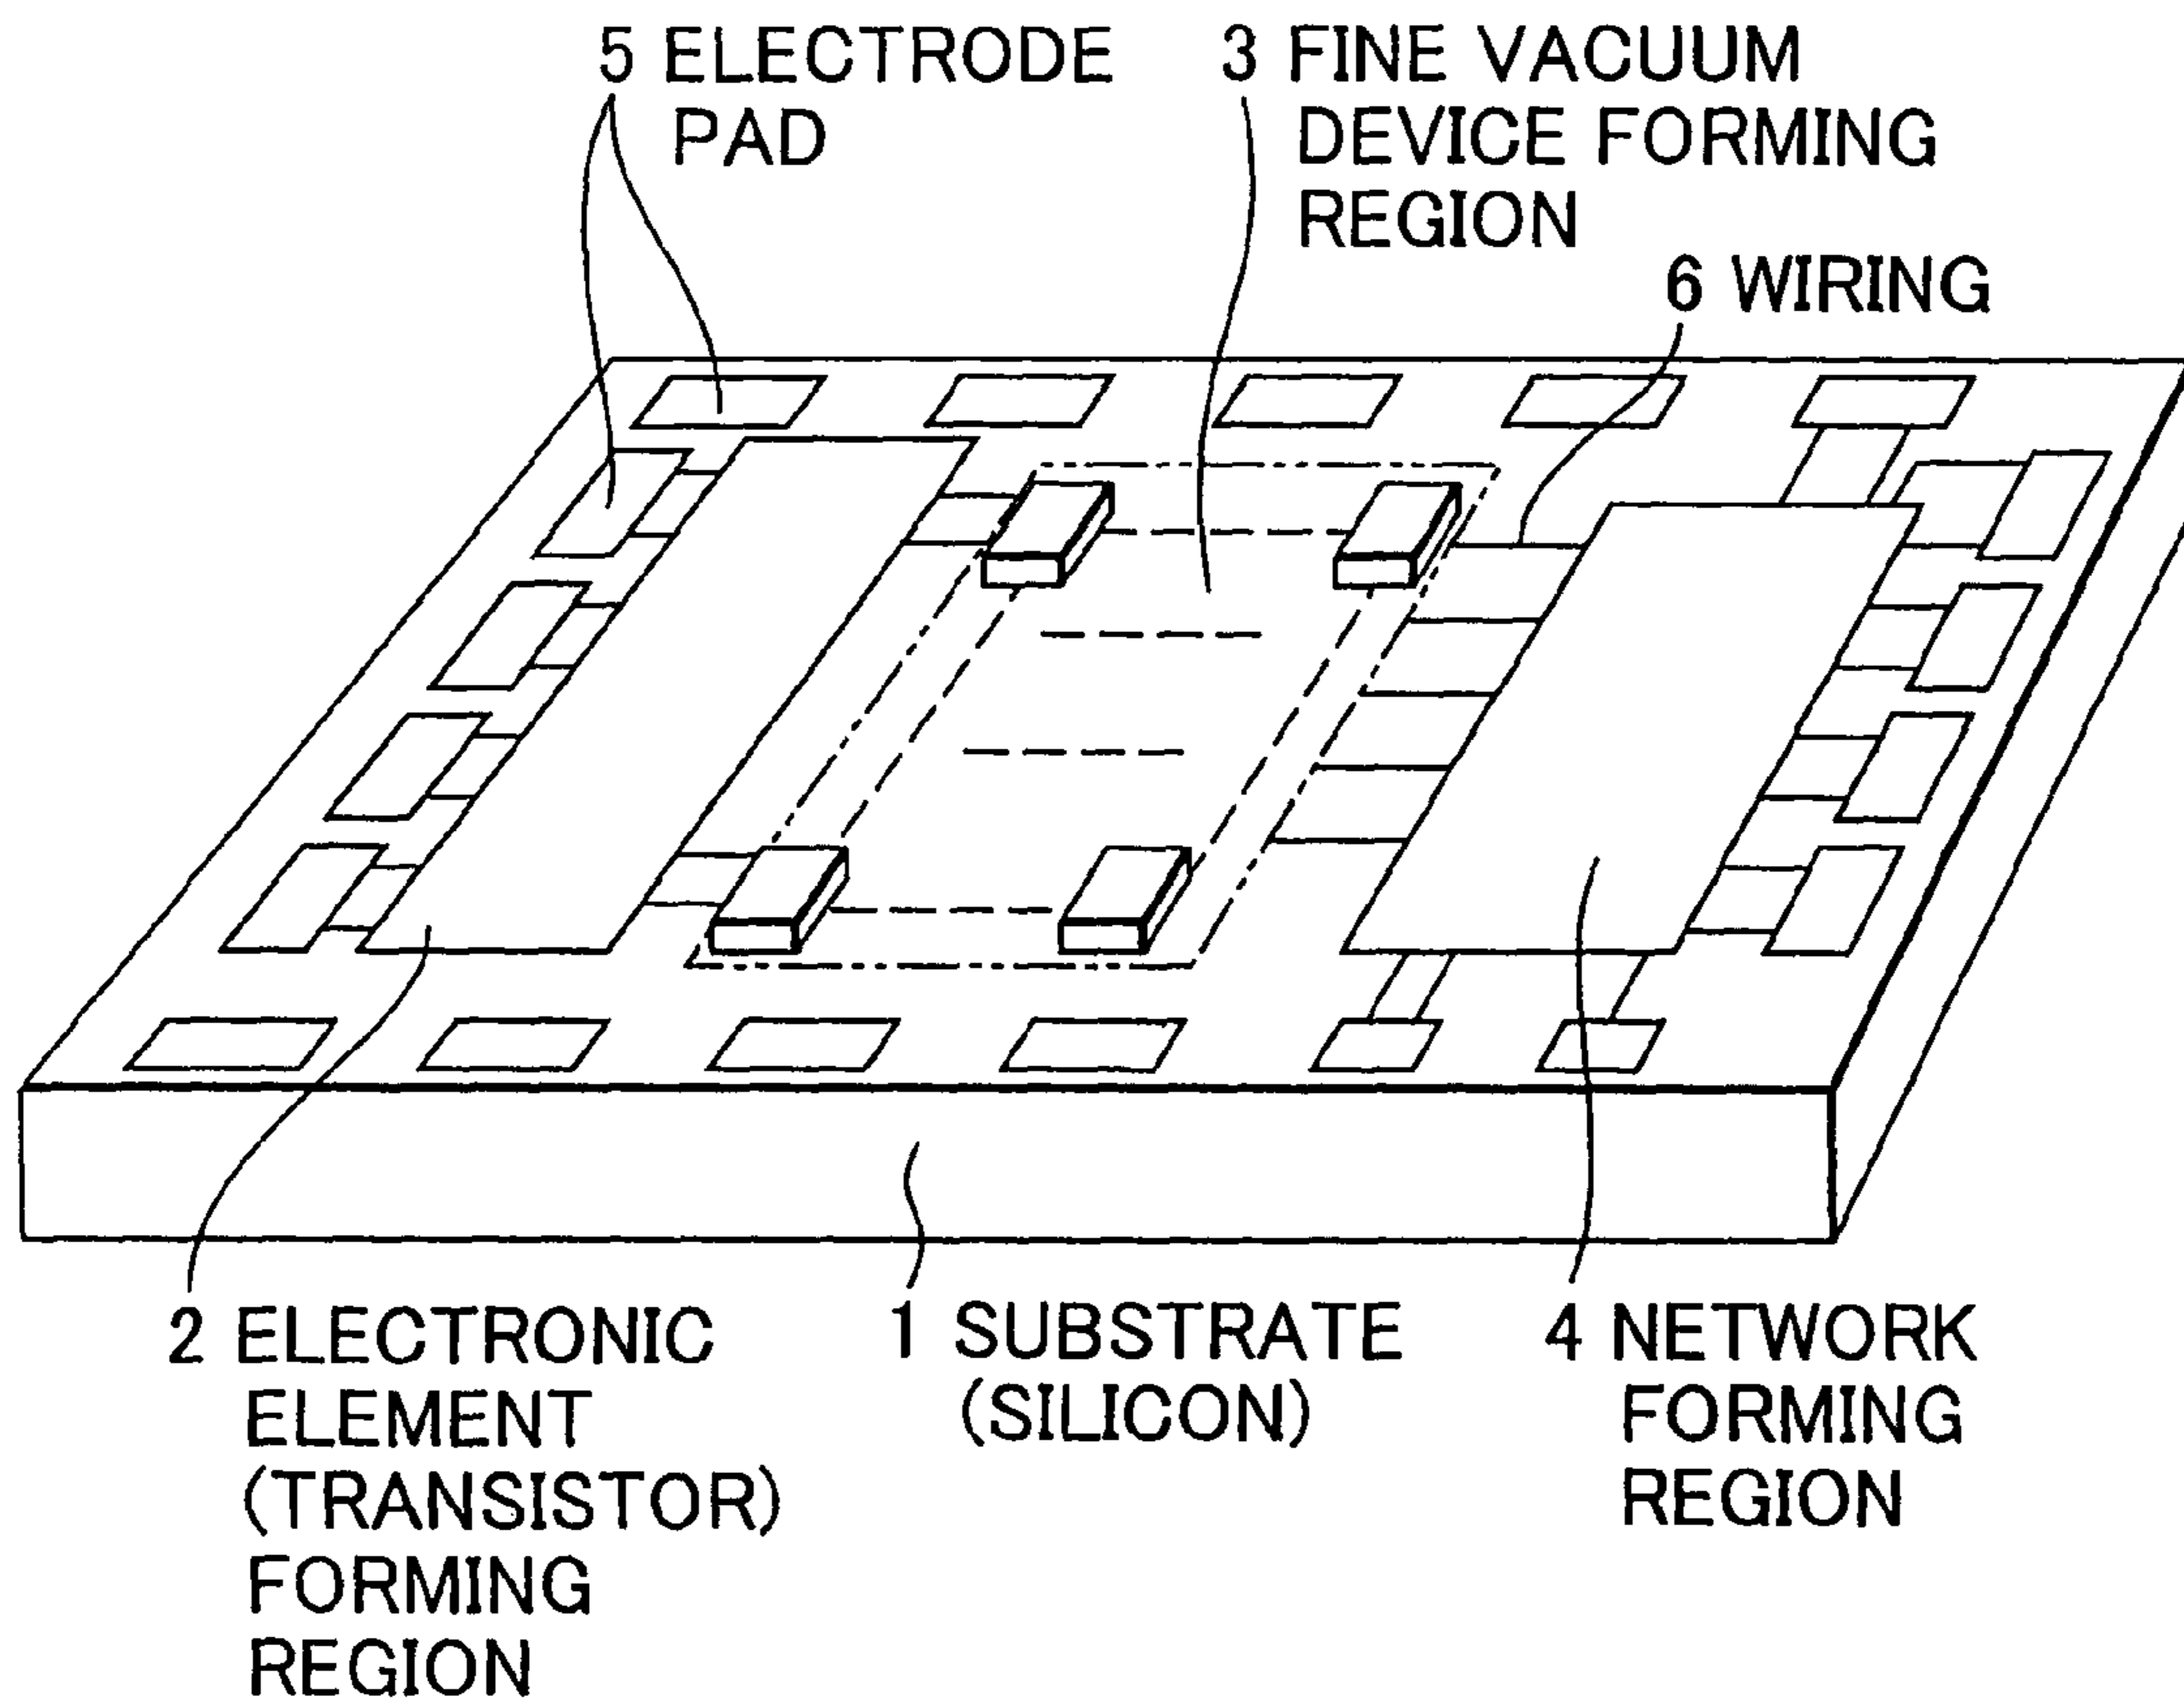 5 ELECTRODE
PAD
3 FINE VACUUM
DEVICE FORMING
REGION
6 WIRING
2 ELECTRONIC
ELEMENT
(TRANSISTOR)
FORMING
REGION
1 SUBSTRATE
(SILICON)
4 NETWORK
FORMING
REGION